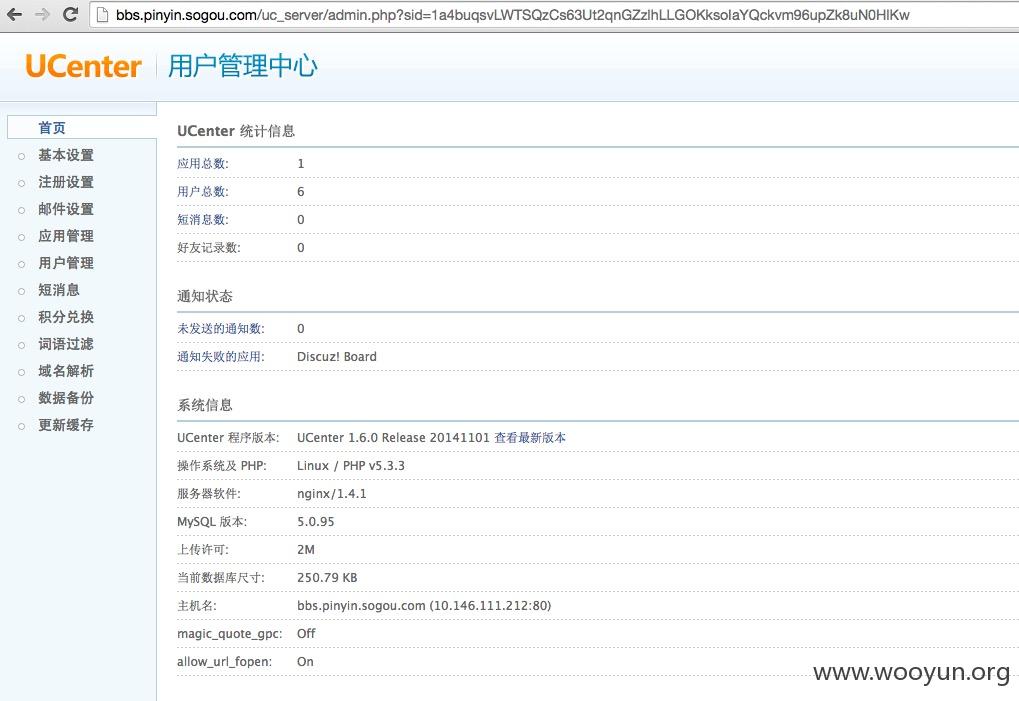 bbs.pinyin.sogou.com/uc_server/admin.php?sid=1a4buqsvLWTSQzCs63Ut2qnGZzlhLLGOKksolaYQckvm96upZk8uN0HlKw
UCenter 用户管理中心
首页
基本设置
注册设置
邮件设置
应用管理
用户管理
短消息
积分兑换
词语过滤
域名解析
数据备份
更新缓存
UCenter 统计信息
应用总数: 1
用户总数: 6
短消息数: 0
好友记录数: 0
通知状态
未发送的通知数: 0
通知失败的应用: Discuz! Board
系统信息
UCenter 程序版本: UCenter 1.6.0 Release 20141101 查看最新版本
操作系统及 PHP: Linux / PHP v5.3.3
服务器软件: nginx/1.4.1
MySQL 版本: 5.0.95
上传许可: 2M
当前数据库尺寸: 250.79 KB
主机名: bbs.pinyin.sogou.com (10.146.111.212:80)
magic_quote_gpc: Off
allow_url_fopen: On
www.wooyun.org